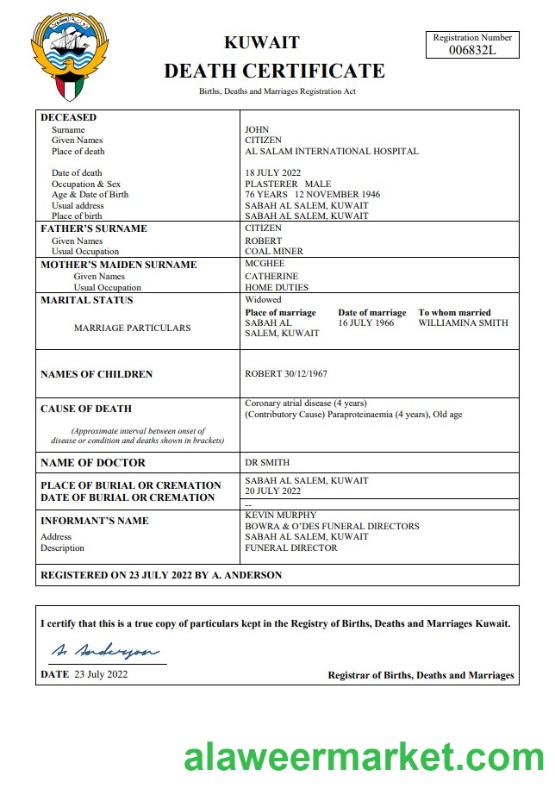 KUWAIT
DEATH CERTIFICATE
Births, Deaths and Marriages Registration Act
Registration Number
006832L
DECEASED
Surname JOHN
Given Names CITIZEN
Place of death AL SALAM INTERNATIONAL HOSPITAL
Date of death 18 JULY 2022
Occupation & Sex PLASTERER MALE
Age & Date of Birth 76 YEARS 12 NOVEMBER 1946
Usual address SABAH AL SALEM, KUWAIT
Place of birth SABAH AL SALEM, KUWAIT
FATHER'S SURNAME CITIZEN
Given Names ROBERT
Usual Occupation COAL MINER
MOTHER'S MAIDEN SURNAME MCGHEE
Given Names CATHERINE
Usual Occupation HOME DUTIES
MARITAL STATUS Widowed
Place of marriage Date of marriage To whom married
MARRIAGE PARTICULARS SABAH AL 16 JULY 1966 WILLIAMINA SMITH
SALEM, KUWAIT
NAMES OF CHILDREN ROBERT 30/12/1967
CAUSE OF DEATH Coronary atrial disease (4 years)
(Contributory Cause) Paraproteinaemia (4 years), Old age
(Approximate interval between onset of
disease or condition and deaths shown in brackets)
NAME OF DOCTOR DR SMITH
PLACE OF BURIAL OR CREMATION SABAH AL SALEM, KUWAIT
DATE OF BURIAL OR CREMATION 20 JULY 2022
--
INFORMANT'S NAME KEVIN MURPHY
BOWRA & O'DES FUNERAL DIRECTORS
Address SABAH AL SALEM, KUWAIT
Description FUNERAL DIRECTOR
REGISTERED ON 23 JULY 2022 BY A. ANDERSON
I certify that this is a true copy of particulars kept in the Registry of Births, Deaths and Marriages Kuwait.
A. Anderson
DATE 23 July 2022 Registrar of Births, Deaths and Marriages
alaweermarket.com